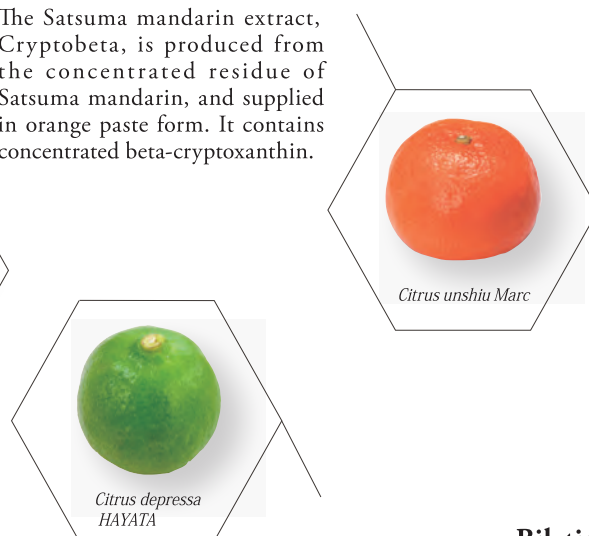 The Satsuma mandarin extract,
Cryptobeta, is produced from
the concentrated residue of
Satsuma mandarin, and supplied
in orange paste form. It contains
concentrated beta-cryptoxanthin.
Citrus unshiu Marc
Citrus depressa
HAYATA